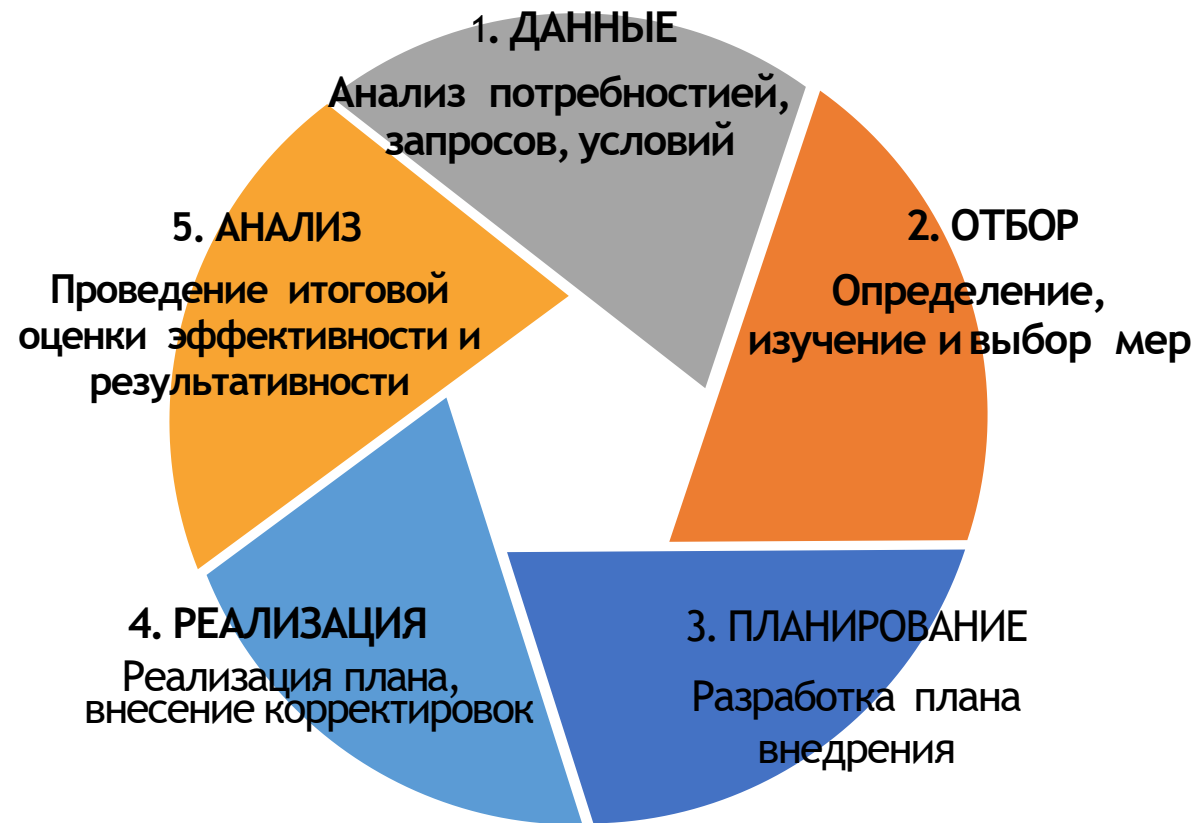 1. ДАННЫЕ
Анализ потребностией,
запросов, условий
2. ОТБОР
Определение,
изучение и выбор мер
3. ПЛАНИРОВАНИЕ
Разработка плана
внедрения
4. РЕАЛИЗАЦИЯ
Реализация плана,
внесение корректировок
5. АНАЛИЗ
Проведение итоговой
оценки эффективности и
результативности